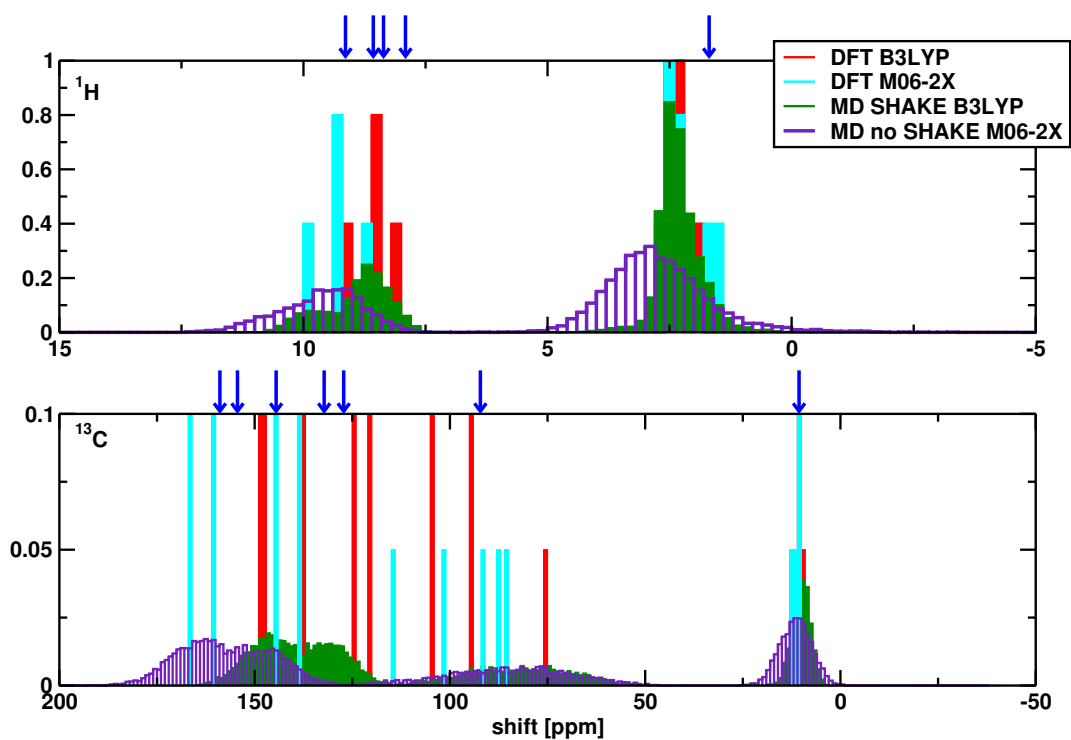 1
0.8
0.6
0.4
0.2
0
¹H
DFT B3LYP
DFT M06-2X
MD SHAKE B3LYP
MD no SHAKE M06-2X
15 10 5 0 -5
0.1
0.05
0
¹³C
200 150 100 50 0 -50
shift [ppm]